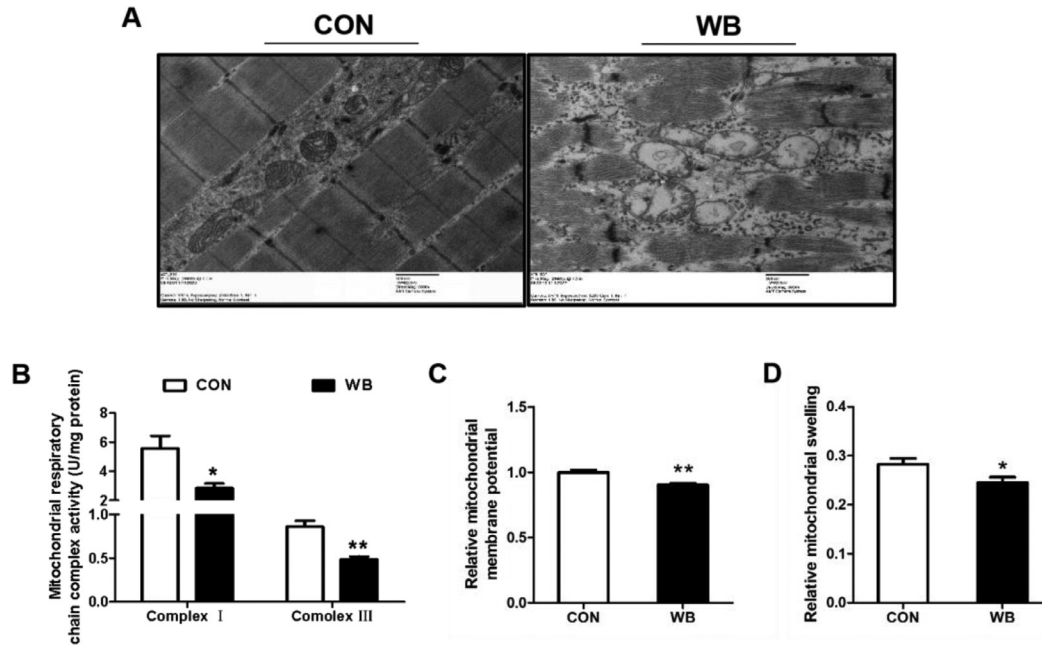 A
CON
WB
B
CON
WB
Mitochondrial respiratory
chain complex activity (U/mg protein)
8
6
4
2
1.0
0.5
0.0
Complex I
Comolex III
*
**
C
Relative mitochondrial
membrane potential
1.5
1.0
0.5
0.0
**
CON
WB
D
Relative mitochondrial swelling
0.4
0.3
0.2
0.1
0.0
*
CON
WB